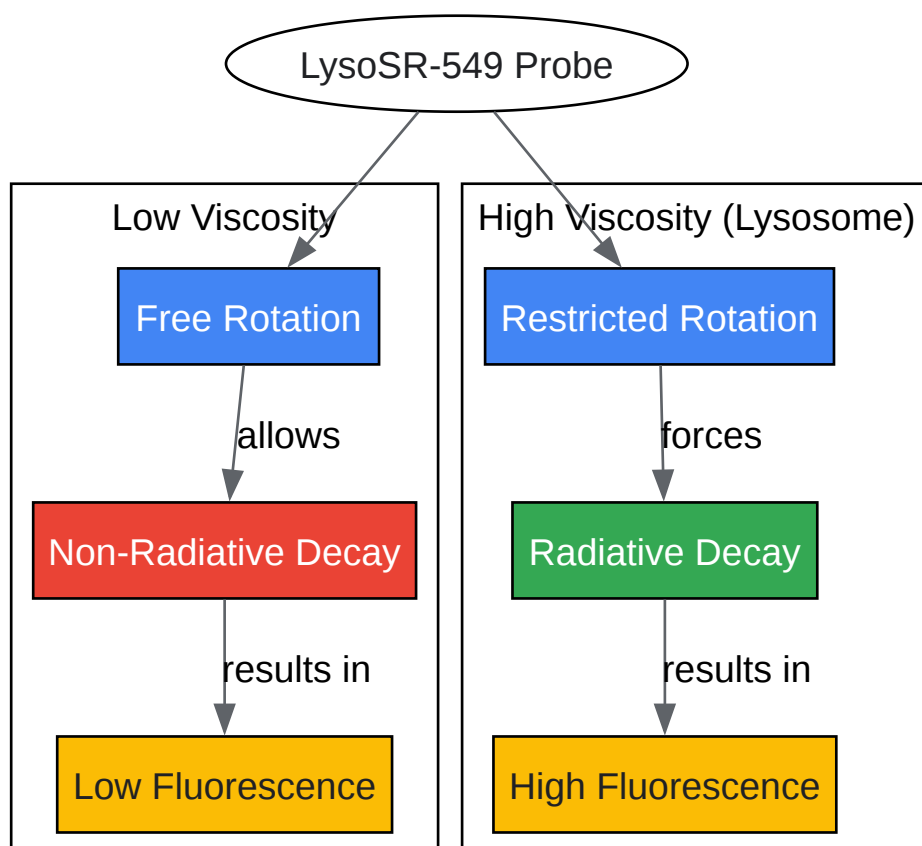 LysoSR-549 Probe
Low Viscosity
High Viscosity (Lysosome)
Free Rotation
Restricted Rotation
allows
forces
Non-Radiative Decay
Radiative Decay
results in
results in
Low Fluorescence
High Fluorescence